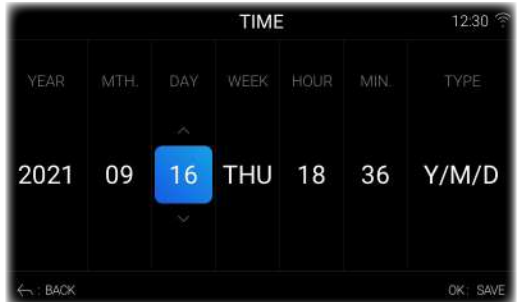 TIME 12:30
YEAR MTH. DAY WEEK HOUR MIN. TYPE
2021 09 16 THU 18 36 Y/M/D
: BACK OK: SAVE